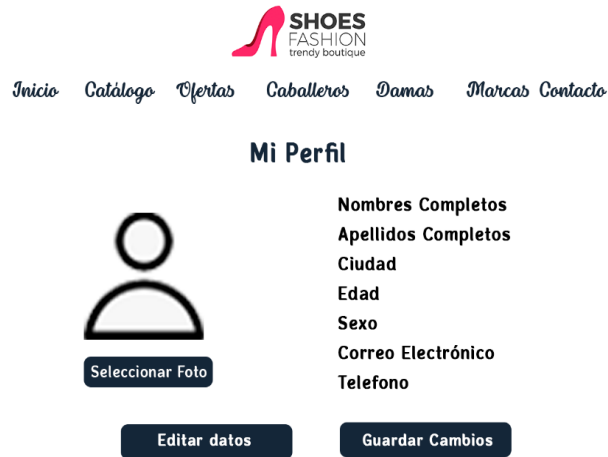 SHOES
FASHION
trendy boutique
Inicio Catálogo Ofertas Caballeros Damas Marcas Contacto
Mi Perfil
Nombres Completos
Apellidos Completos
Ciudad
Edad
Sexo
Correo Electrónico
Telefono
Seleccionar Foto
Editar datos Guardar Cambios